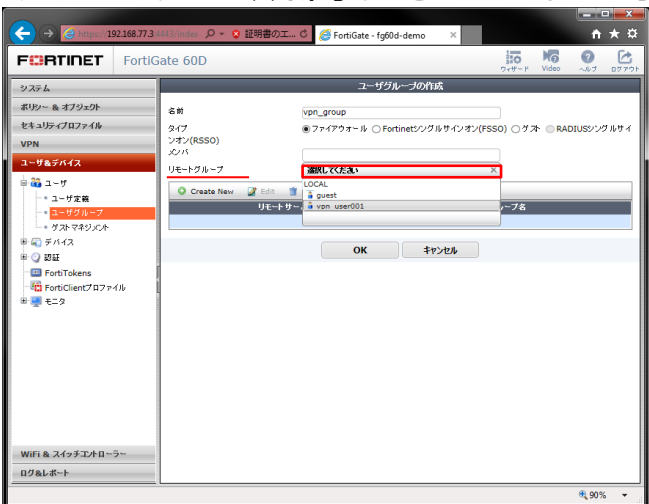 https://192.168.77.3:4443/index
証明書のエ...
FortiGate - fg60d-demo
FORTINET
FortiGate 60D
ウィザード
Video
ヘルプ
ログアウト
システム
ポリシー & オブジェクト
セキュリティプロファイル
VPN
ユーザ&デバイス
ユーザ
ユーザ定義
ユーザグループ
ゲストマネジメント
デバイス
認証
FortiTokens
FortiClientプロファイル
モニタ
WiFi & スイッチコントローラー
ログ&レポート
ユーザグループの作成
名前 vpn_group
タイプ ファイアウォール Fortinetシングルサインオン(FSSO) ゲスト RADIUSシングルサイ
ンオン(RSSO)
メンバ
リモートグループ 選択してください ×
LOCAL
guest
vpn_user001
Create New Edit
リモートサー ループ名
OK キャンセル
90%